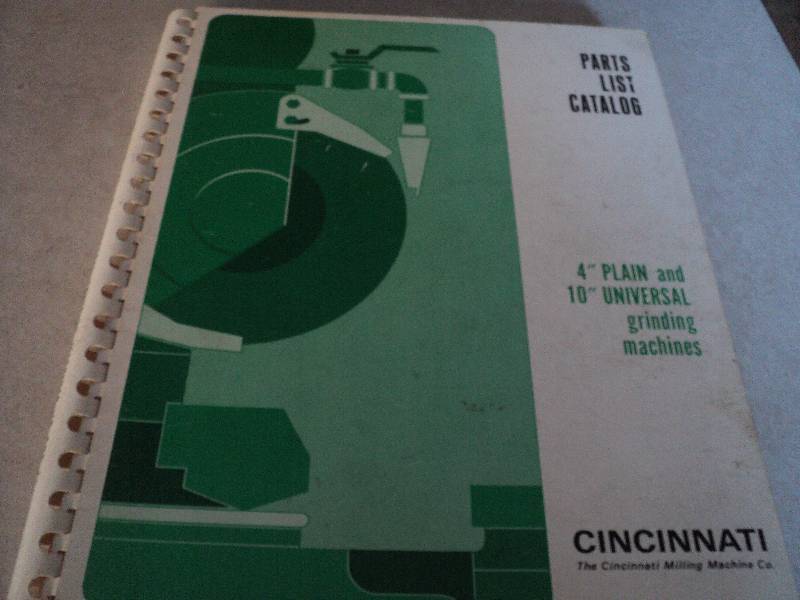 PARTS
LIST
CATALOG
4" PLAIN and
10" UNIVERSAL
grinding
machines
CINCINNATI
The Cincinnati Milling Machine Co.